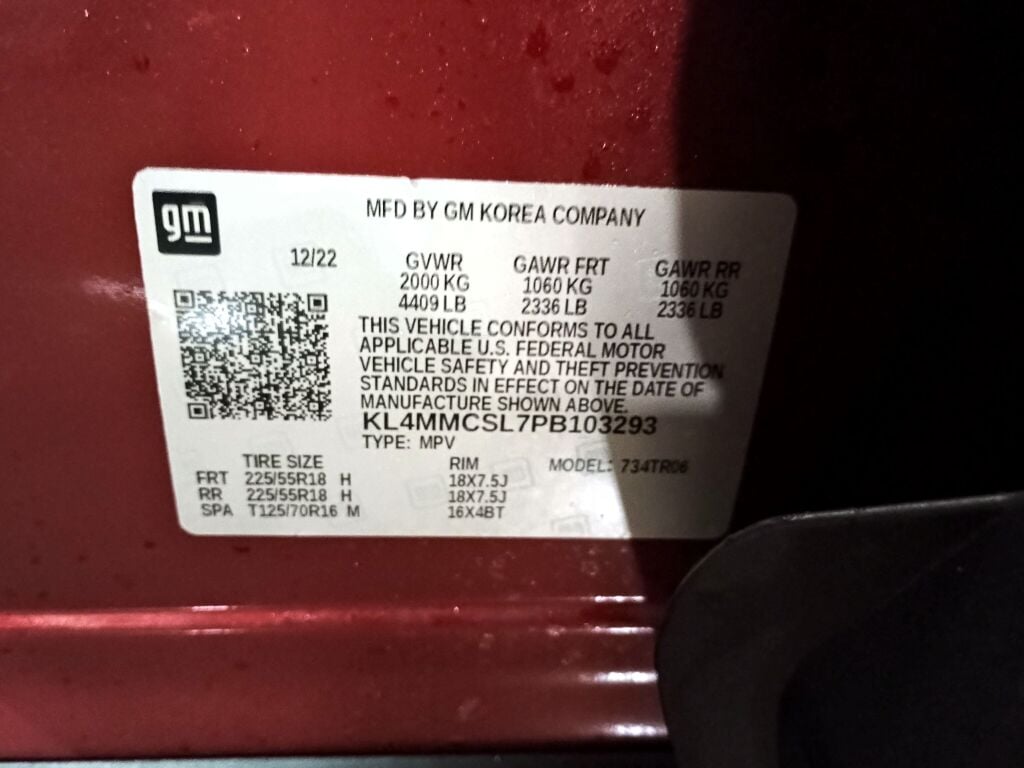 gm
MFD BY GM KOREA COMPANY
12/22 GVWR GAWR FRT GAWR RR
2000 KG 1060 KG 1060 KG
4409 LB 2336 LB 2336 LB
THIS VEHICLE CONFORMS TO ALL
APPLICABLE U.S. FEDERAL MOTOR
VEHICLE SAFETY AND THEFT PREVENTION
STANDARDS IN EFFECT ON THE DATE OF
MANUFACTURE SHOWN ABOVE.
KL4MMCSL7PB103293
TYPE: MPV
TIRE SIZE RIM MODEL: 734TR06
FRT 225/55R18 H 18X7.5J
RR 225/55R18 H 18X7.5J
SPA T125/70R16 M 16X4BT